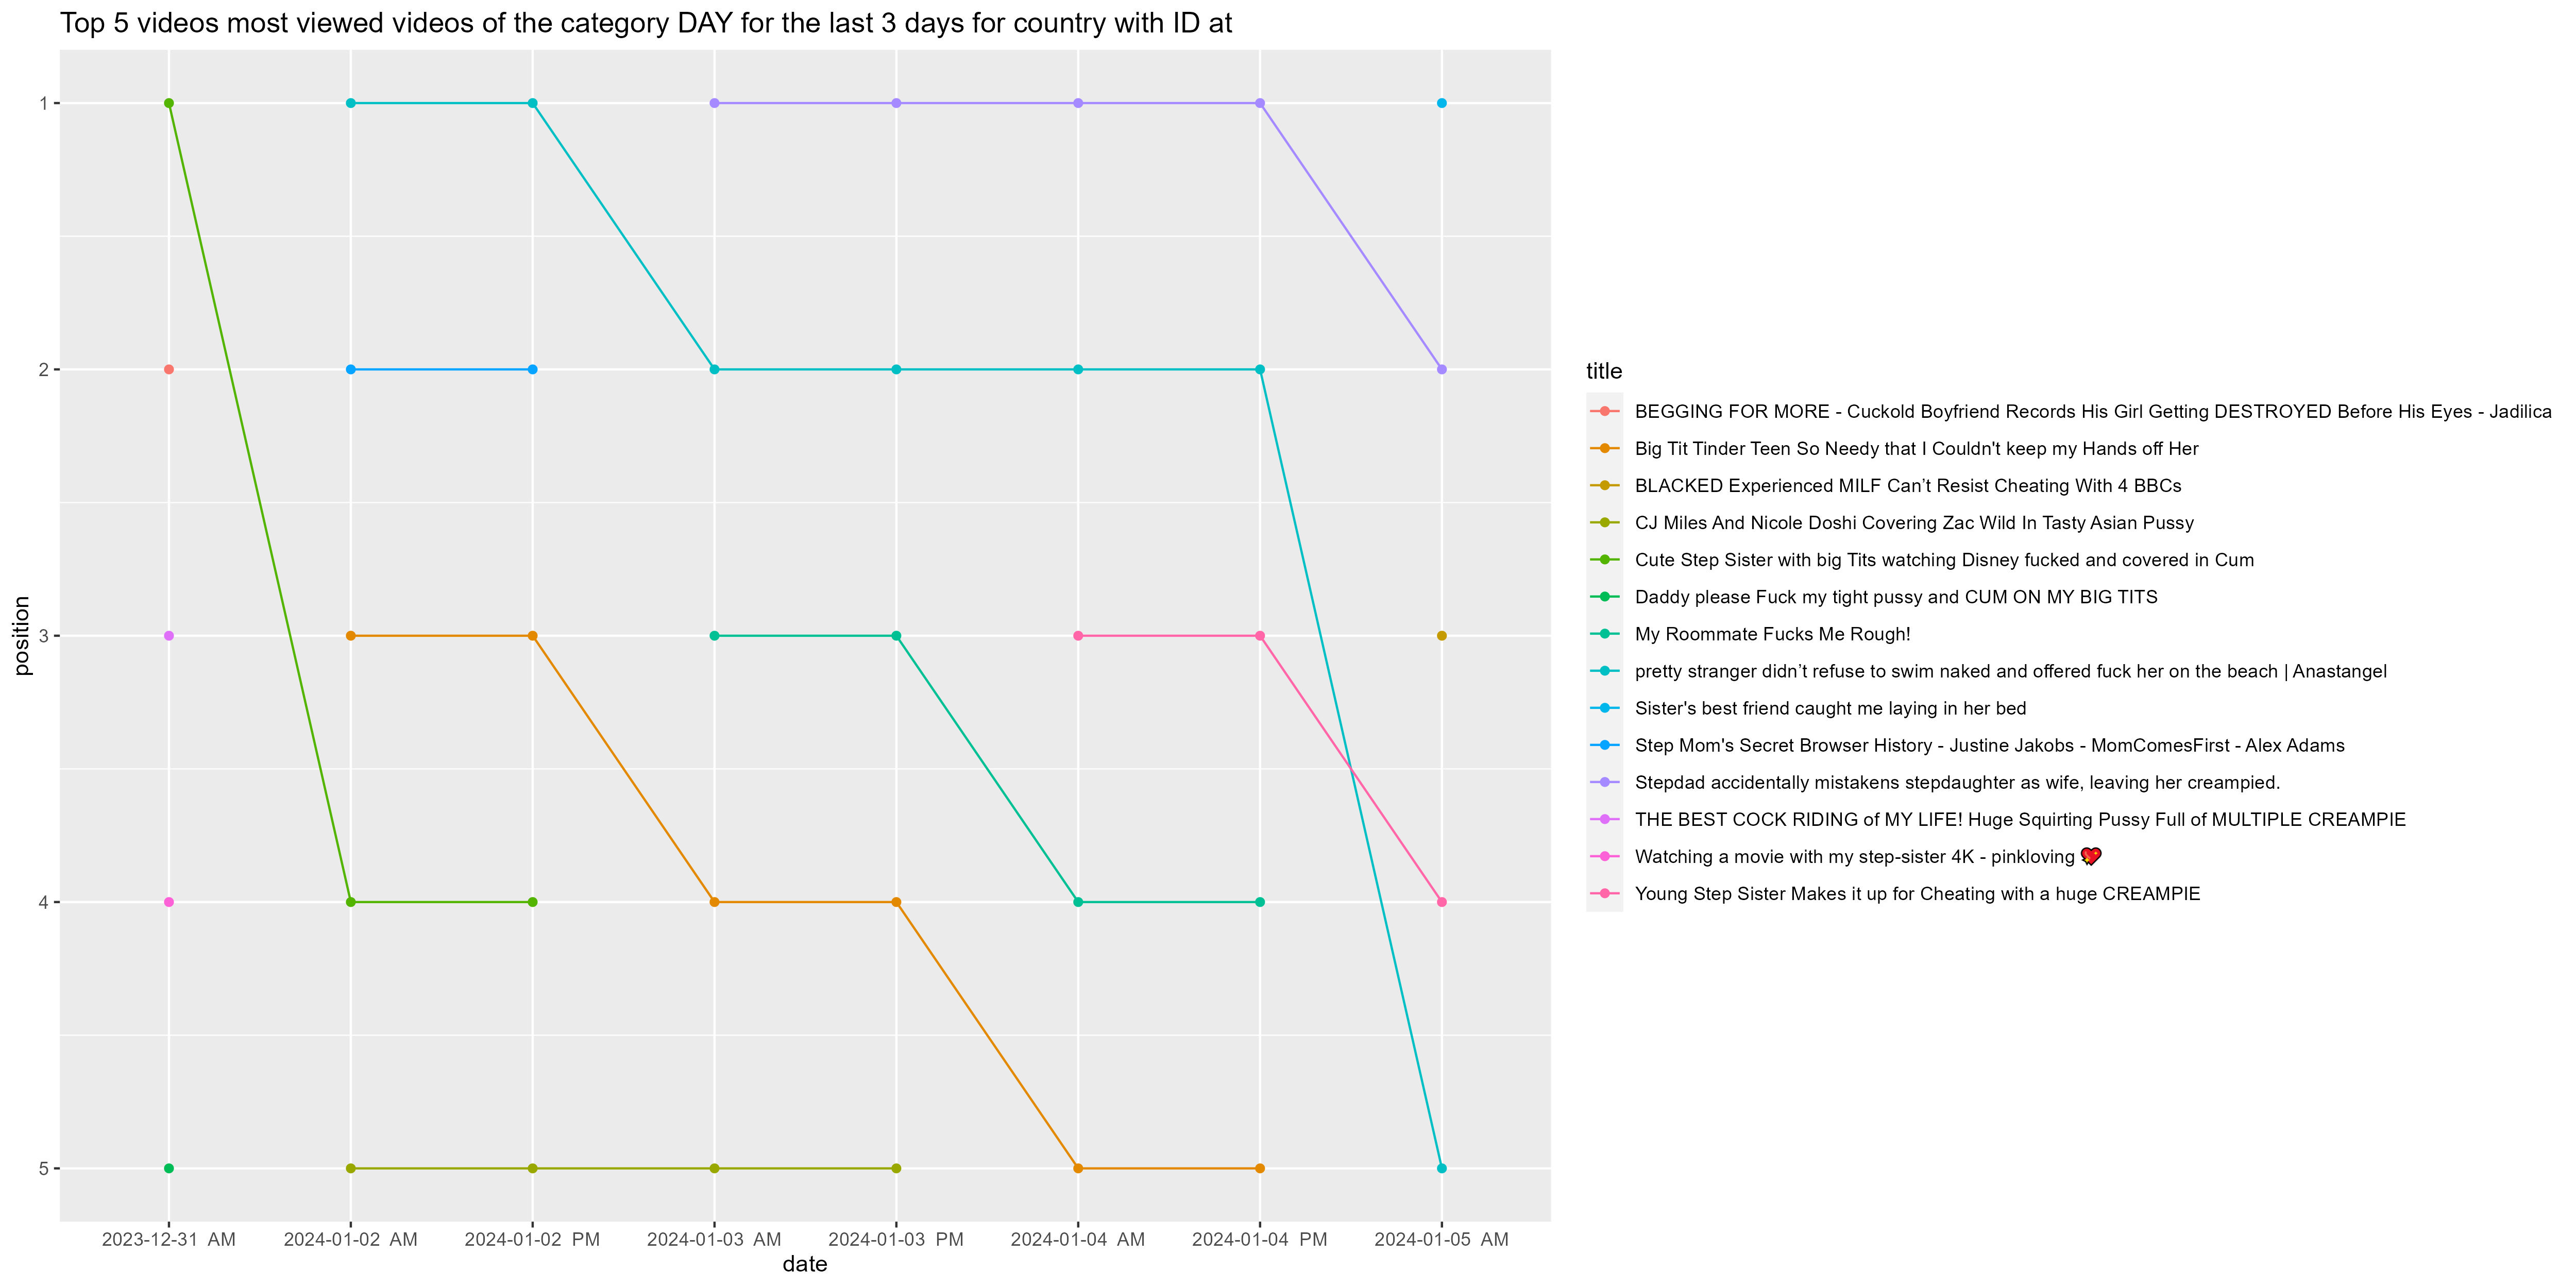 Top 5 videos most viewed videos of the category DAY for the last 3 days for country with ID at
position
1
2
3
4
5
2023-12-31 AM
2024-01-02 AM
2024-01-02 PM
2024-01-03 AM
2024-01-03 PM
2024-01-04 AM
2024-01-04 PM
2024-01-05 AM
date
title
BEGGING FOR MORE - Cuckold Boyfriend Records His Girl Getting DESTROYED Before His Eyes - Jadilica
Big Tit Tinder Teen So Needy that I Couldn't keep my Hands off Her
BLACKED Experienced MILF Can’t Resist Cheating With 4 BBCs
CJ Miles And Nicole Doshi Covering Zac Wild In Tasty Asian Pussy
Cute Step Sister with big Tits watching Disney fucked and covered in Cum
Daddy please Fuck my tight pussy and CUM ON MY BIG TITS
My Roommate Fucks Me Rough!
pretty stranger didn’t refuse to swim naked and offered fuck her on the beach | Anastangel
Sister's best friend caught me laying in her bed
Step Mom's Secret Browser History - Justine Jakobs - MomComesFirst - Alex Adams
Stepdad accidentally mistakens stepdaughter as wife, leaving her creampied.
THE BEST COCK RIDING of MY LIFE! Huge Squirting Pussy Full of MULTIPLE CREAMPIE
Watching a movie with my step-sister 4K - pinkloving 💖
Young Step Sister Makes it up for Cheating with a huge CREAMPIE